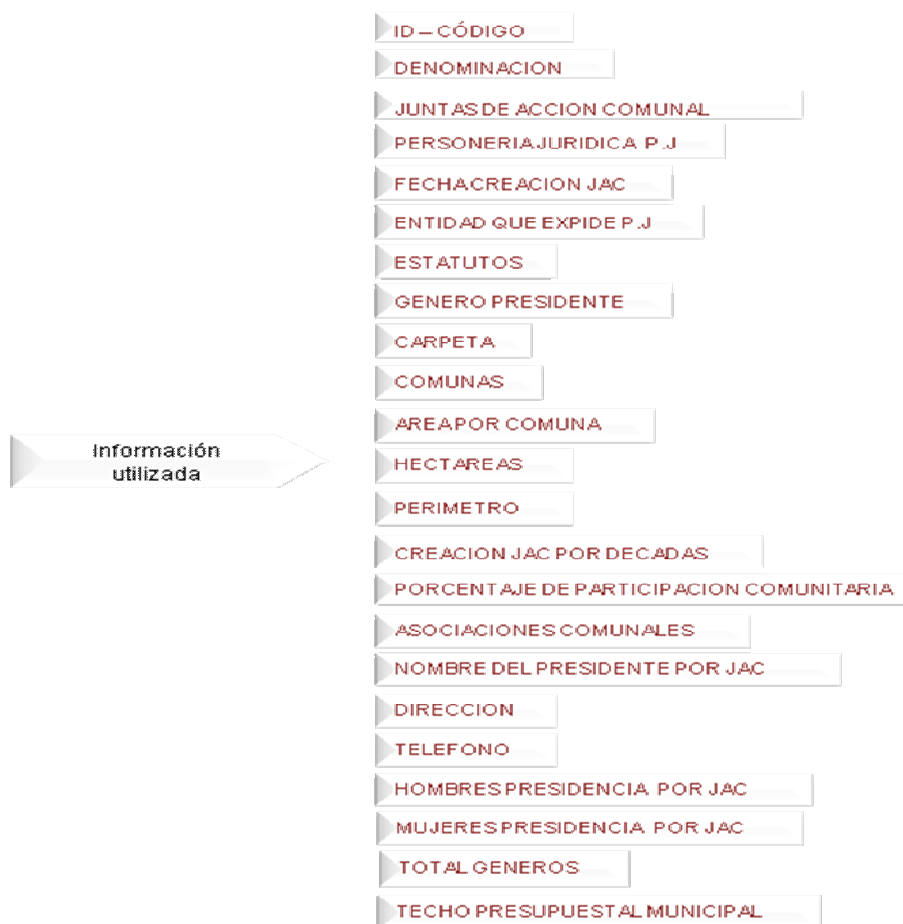 ID – CÓDIGO
DENOMINACION
JUNTAS DE ACCION COMUNAL
PERSONERIA JURIDICA P.J
FECHA CREACION JAC
ENTIDAD QUE EXPIDE P.J
ESTATUTOS
GENERO PRESIDENTE
CARPETA
COMUNAS
AREA POR COMUNA
Información
utilizada
HECTAREAS
PERIMETRO
CREACION JAC POR DECADAS
PORCENTAJE DE PARTICIPACION COMUNITARIA
ASOCIACIONES COMUNALES
NOMBRE DEL PRESIDENTE POR JAC
DIRECCION
TELEFONO
HOMBRES PRESIDENCIA POR JAC
MUJERES PRESIDENCIA POR JAC
TOTAL GENEROS
TECHO PRESUPUESTAL MUNICIPAL